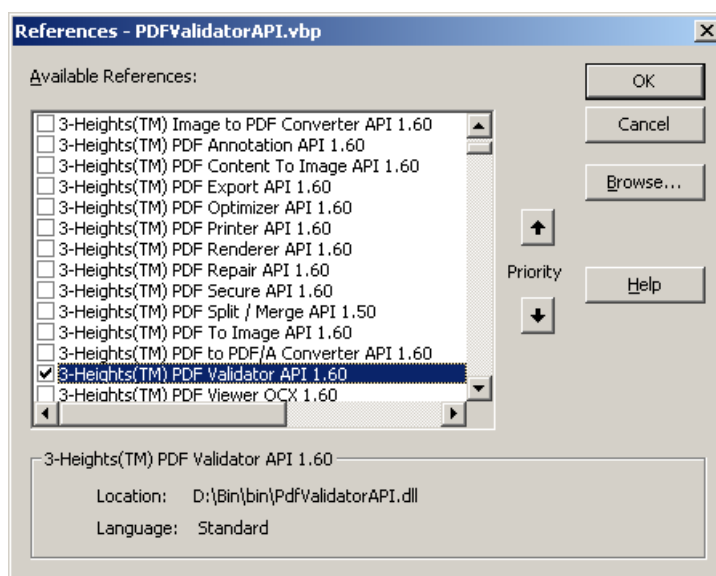 References - PDFValidatorAPI.vbp
Available References:
3-Heights(TM) Image to PDF Converter API 1.60
3-Heights(TM) PDF Annotation API 1.60
3-Heights(TM) PDF Content To Image API 1.60
3-Heights(TM) PDF Export API 1.60
3-Heights(TM) PDF Optimizer API 1.60
3-Heights(TM) PDF Printer API 1.60
3-Heights(TM) PDF Renderer API 1.60
3-Heights(TM) PDF Repair API 1.60
3-Heights(TM) PDF Secure API 1.60
3-Heights(TM) PDF Split / Merge API 1.50
3-Heights(TM) PDF To Image API 1.60
3-Heights(TM) PDF to PDF/A Converter API 1.60
3-Heights(TM) PDF Validator API 1.60
3-Heights(TM) PDF Viewer OCX 1.60
Priority
OK
Cancel
Browse...
Help
3-Heights(TM) PDF Validator API 1.60
Location: D:\Bin\bin\PdfValidatorAPI.dll
Language: Standard